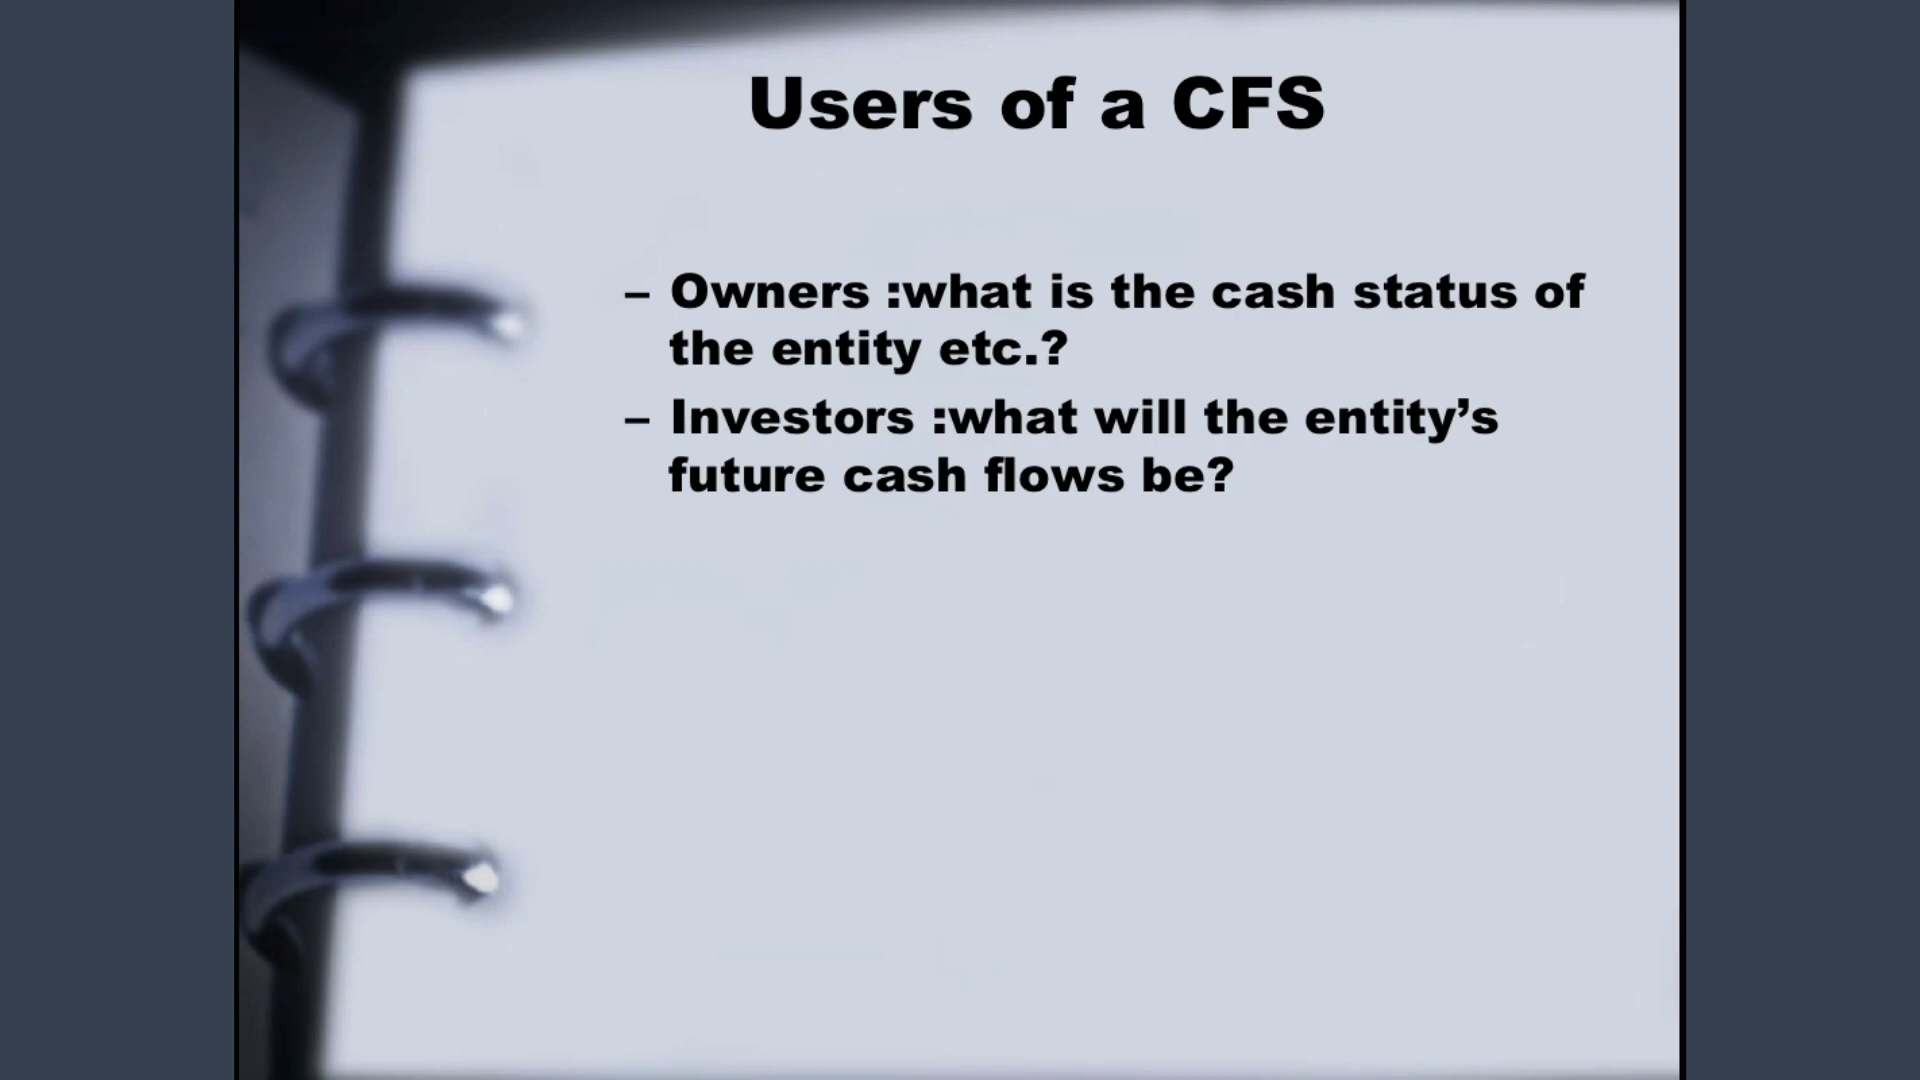 Users of a CFS
– Owners :what is the cash status of
the entity etc.?
– Investors :what will the entity’s
future cash flows be?